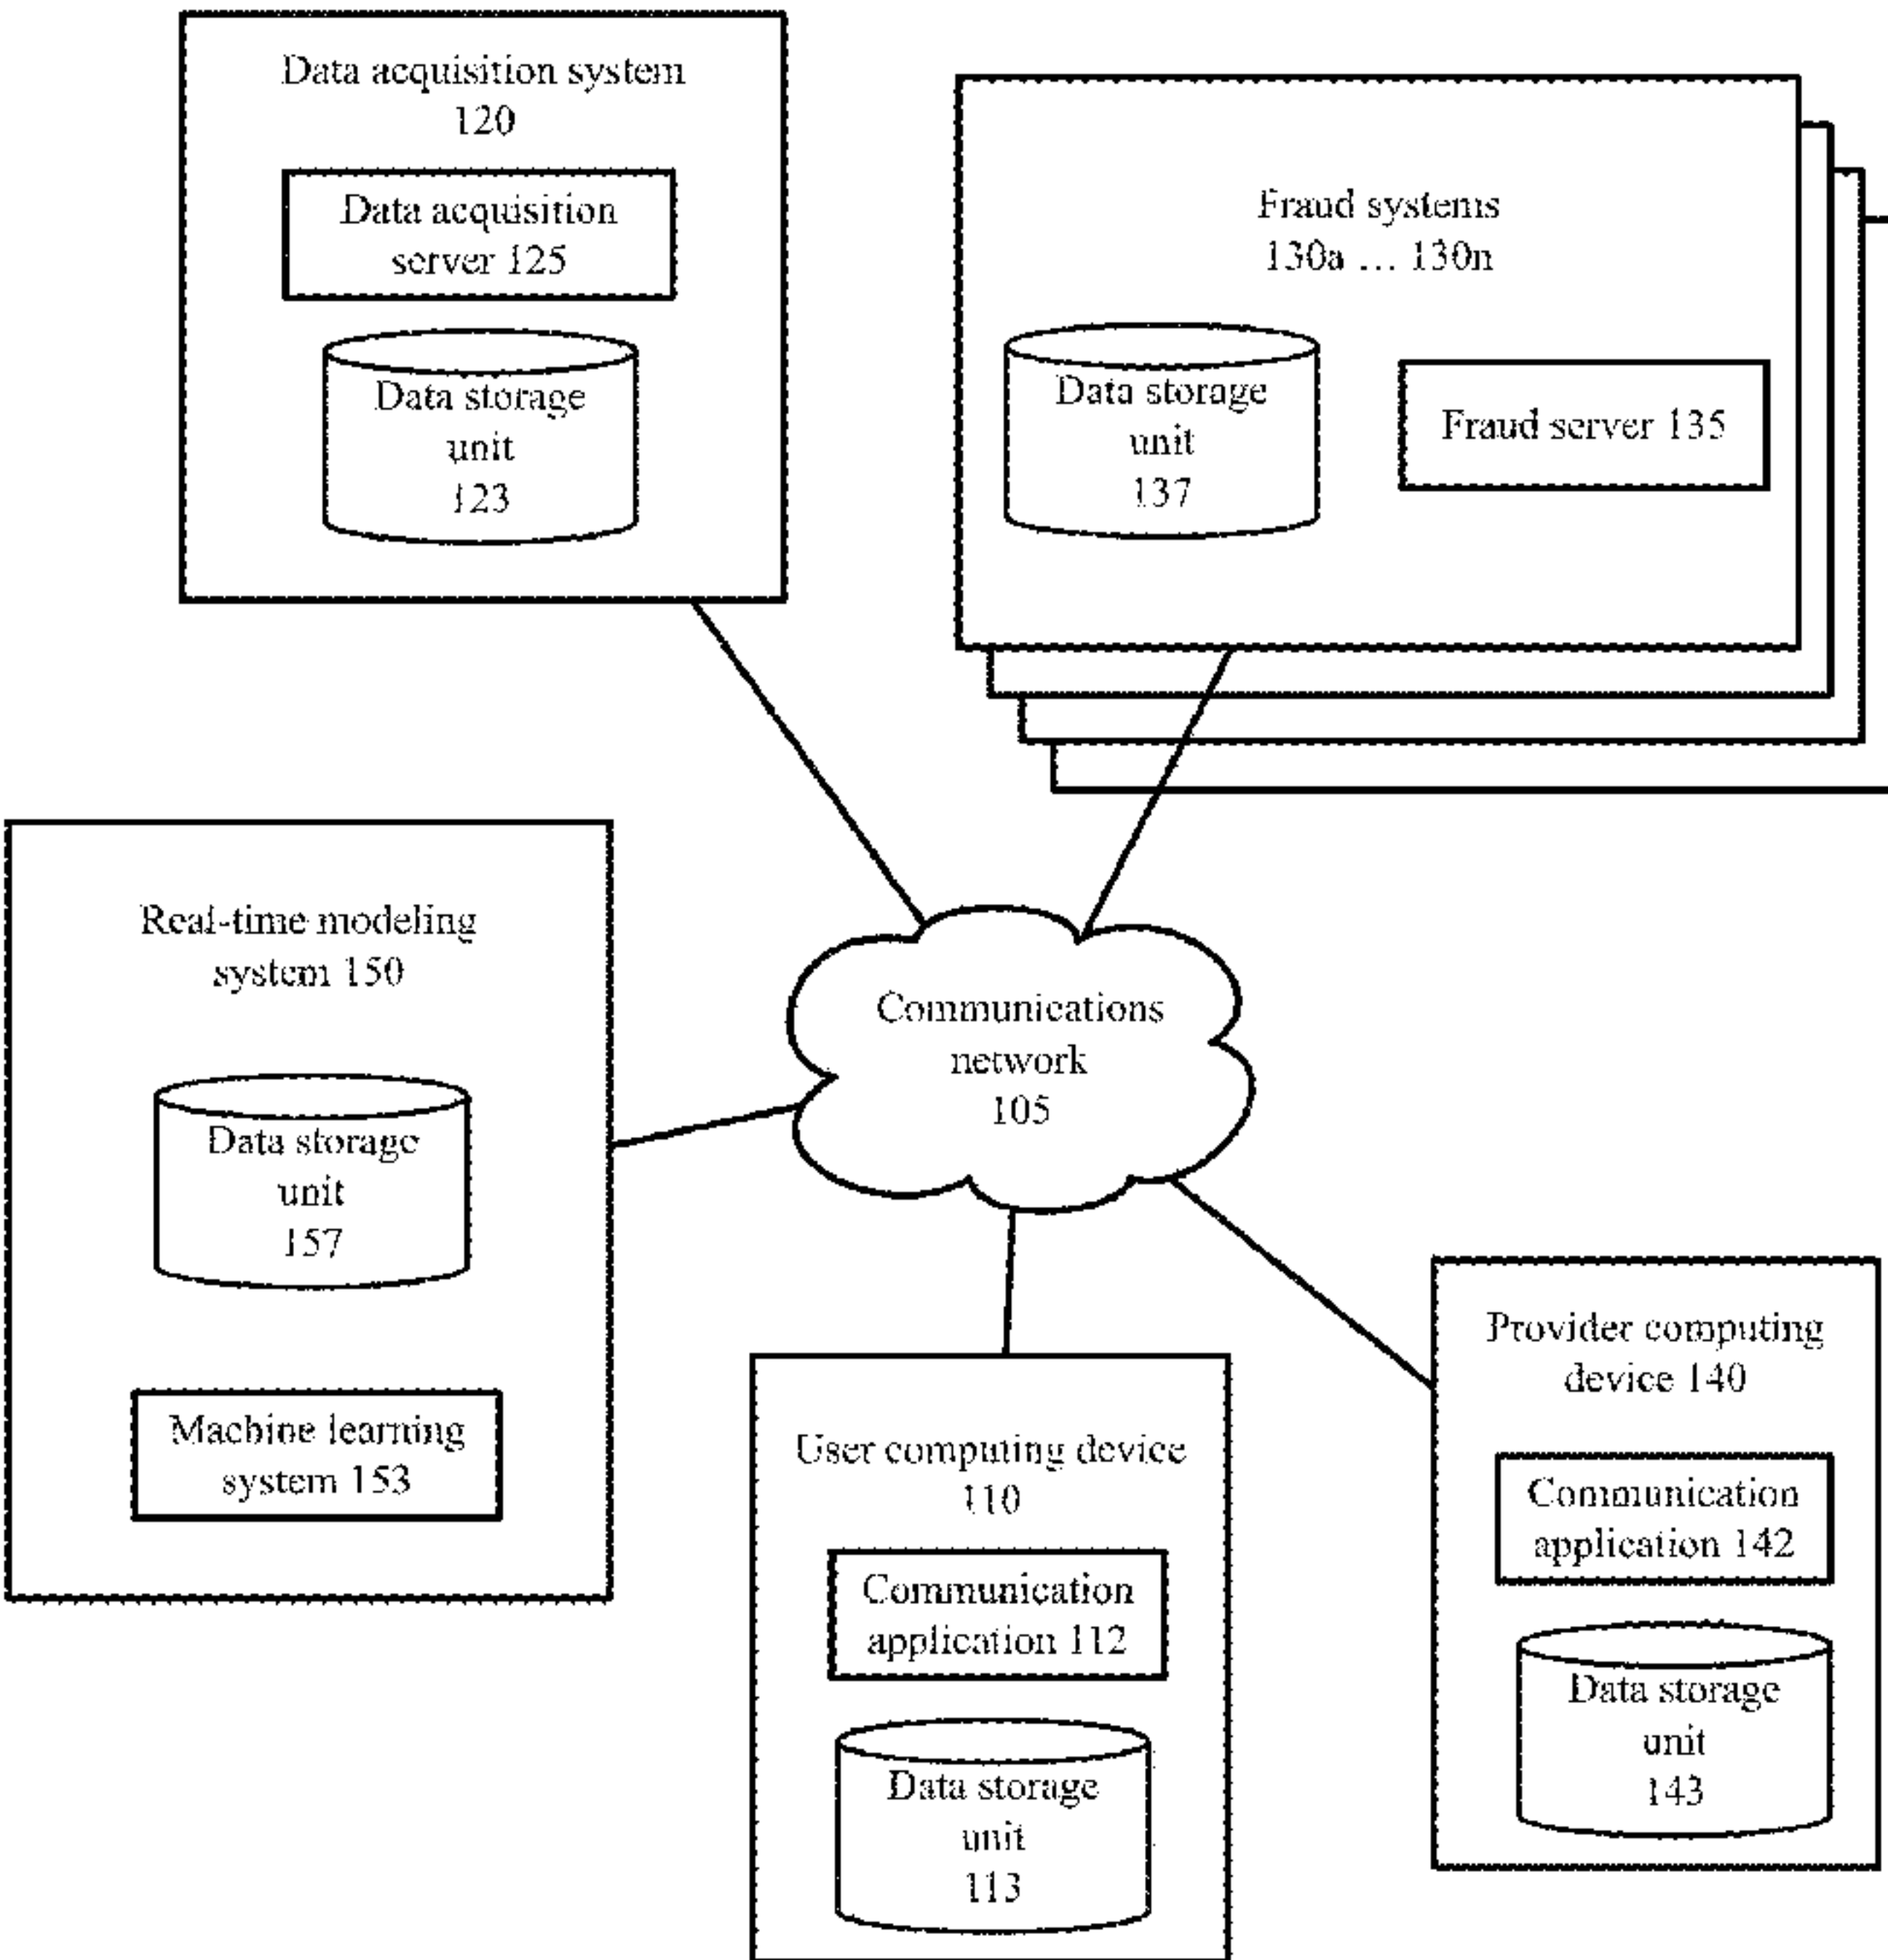 Data acquisition system
120
Data acquisition
server 125
Data storage
unit
123
Fraud systems
130a ... 130n
Data storage
unit
137
Fraud server 135
Real-time modeling
system 150
Data storage
unit
157
Machine learning
system 153
Communications
network
105
User computing device
110
Communication
application 112
Data storage
unit
113
Provider computing
device 140
Communication
application 142
Data storage
unit
143